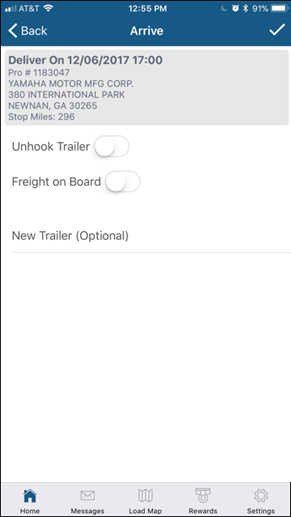 AT&T 12:55 PM 91%
Back Arrive
Deliver On 12/06/2017 17:00
Pro # 1183047
YAMAHA MOTOR MFG CORP.
380 INTERNATIONAL PARK
NEWNAN, GA 30265
Stop Miles: 296
Unhook Trailer
Freight on Board
New Trailer (Optional)
Home Messages Load Map Rewards Settings